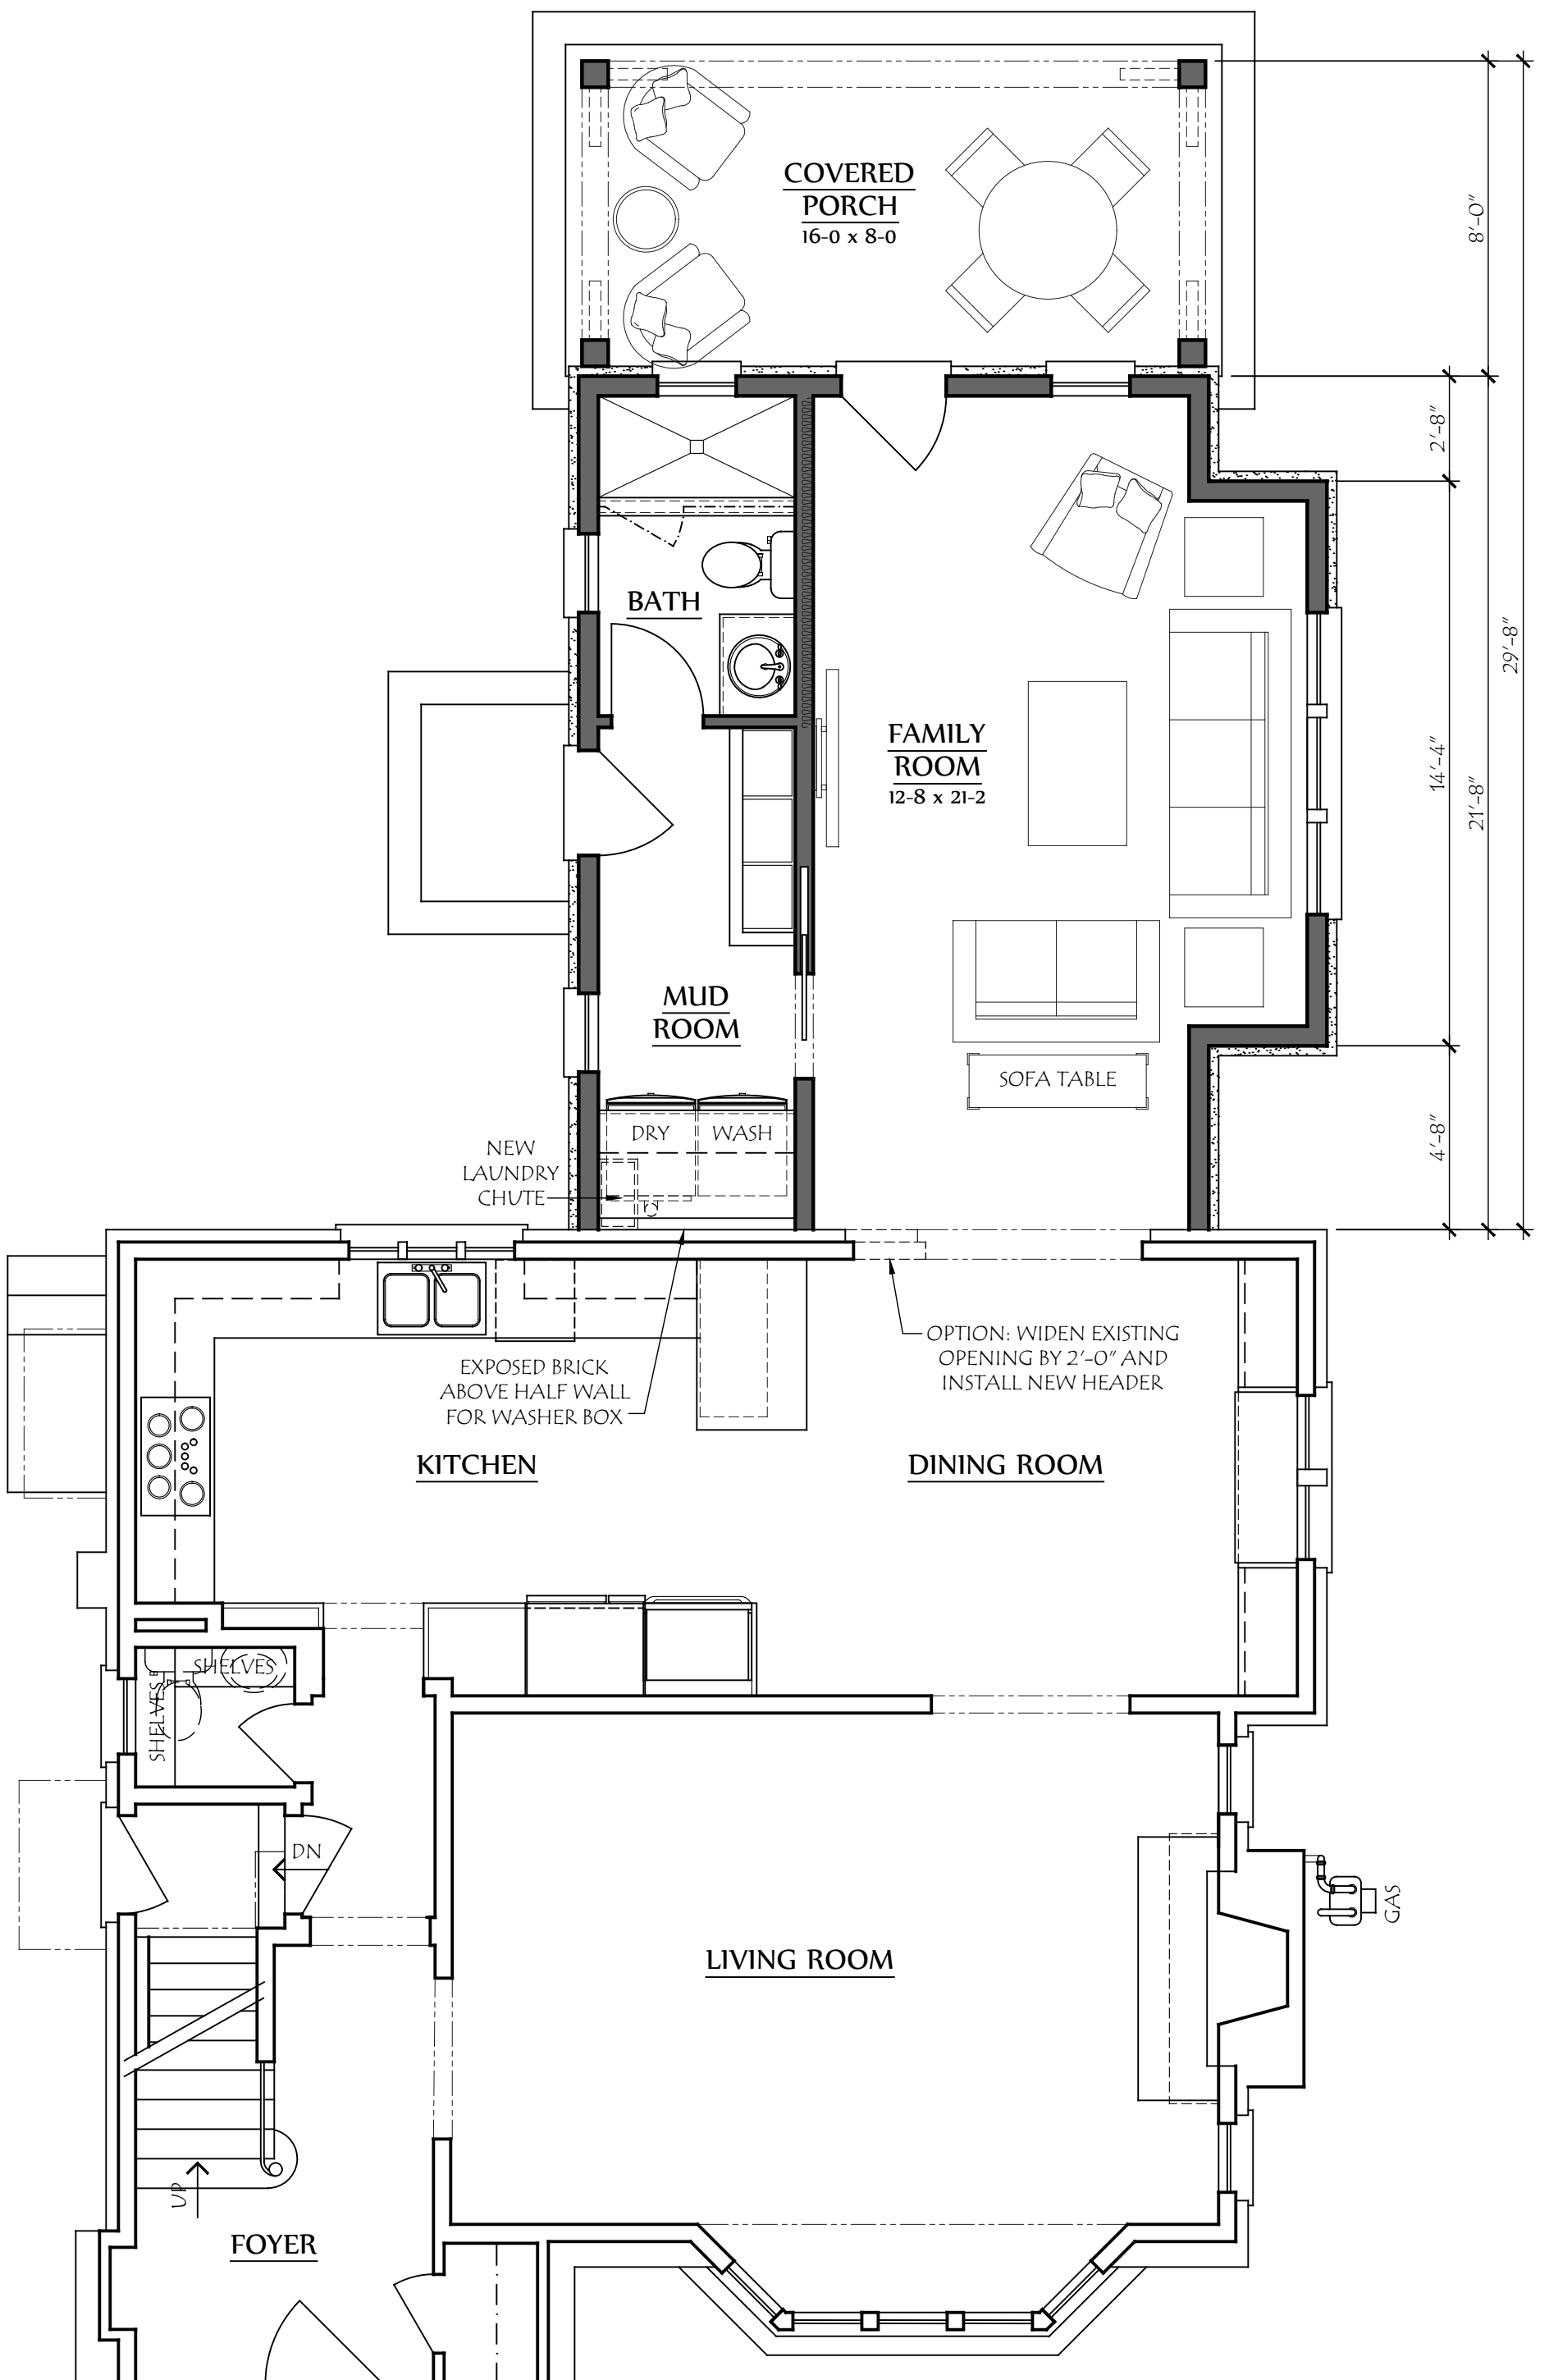 COVERED
PORCH
16-0 x 8-0
8'-0"
2'-8"
BATH
29'-8"
FAMILY
ROOM
12-8 x 21-2
14'-4"
21'-8"
MUD
ROOM
SOFA TABLE
DRY
WASH
4'-8"
NEW
LAUNDRY
CHUTE
OPTION: WIDEN EXISTING
OPENING BY 2'-0" AND
INSTALL NEW HEADER
EXPOSED BRICK
ABOVE HALF WALL
FOR WASHER BOX
KITCHEN
DINING ROOM
SHELVES
SHELVES
DN
GAS
LIVING ROOM
UP
FOYER